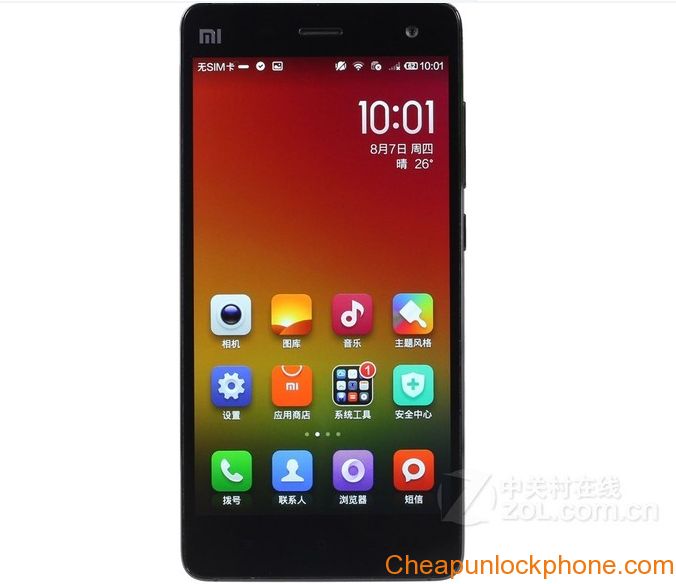 mi
无SIM卡 62 10:01
10:01
8月7日 周四
晴 26°
相机 图库 音乐 主题风格
mi 1
设置 应用商店 系统工具 安全中心
拨号 联系人 浏览器 短信
中关村在线
ZOL.COM.CN
Cheapunlockphone.com